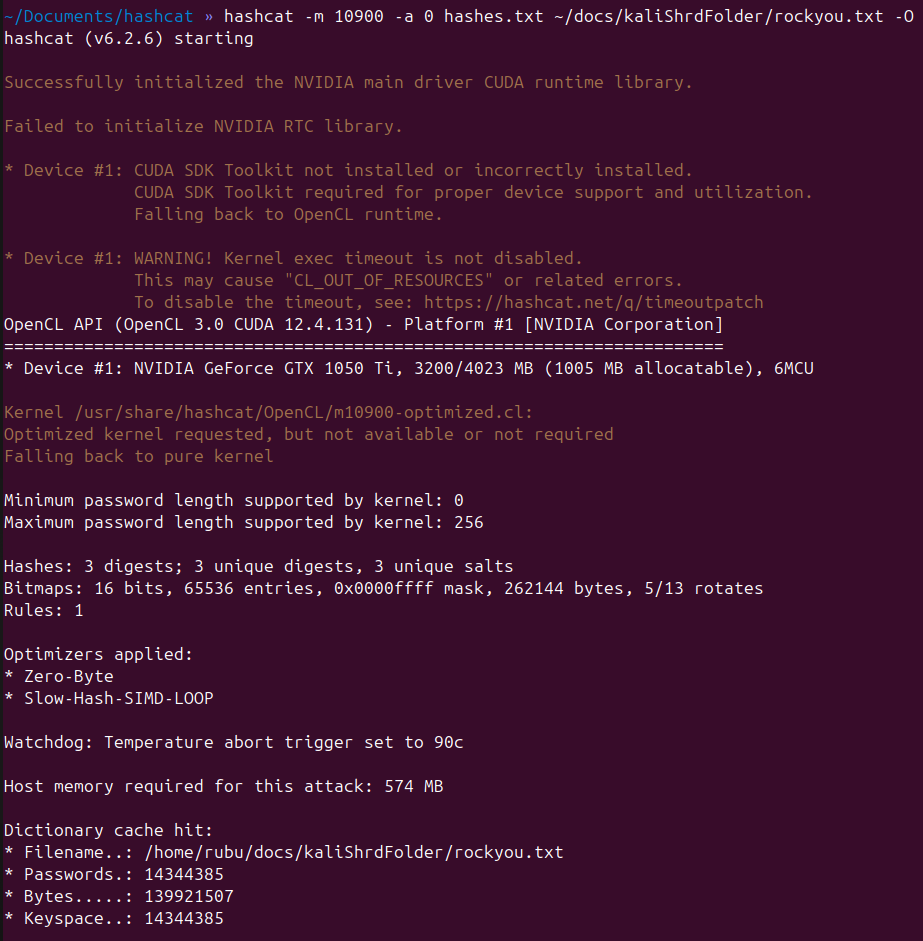 ~/Documents/hashcat » hashcat -m 10900 -a 0 hashes.txt ~/docs/kaliShrdFolder/rockyou.txt -O
hashcat (v6.2.6) starting
Successfully initialized the NVIDIA main driver CUDA runtime library.
Failed to initialize NVIDIA RTC library.
* Device #1: CUDA SDK Toolkit not installed or incorrectly installed.
CUDA SDK Toolkit required for proper device support and utilization.
Falling back to OpenCL runtime.
* Device #1: WARNING! Kernel exec timeout is not disabled.
This may cause "CL_OUT_OF_RESOURCES" or related errors.
To disable the timeout, see: https://hashcat.net/q/timeoutpatch
OpenCL API (OpenCL 3.0 CUDA 12.4.131) - Platform #1 [NVIDIA Corporation]
========================================================================
* Device #1: NVIDIA GeForce GTX 1050 Ti, 3200/4023 MB (1005 MB allocatable), 6MCU
Kernel /usr/share/hashcat/OpenCL/m10900-optimized.cl:
Optimized kernel requested, but not available or not required
Falling back to pure kernel
Minimum password length supported by kernel: 0
Maximum password length supported by kernel: 256
Hashes: 3 digests; 3 unique digests, 3 unique salts
Bitmaps: 16 bits, 65536 entries, 0x0000ffff mask, 262144 bytes, 5/13 rotates
Rules: 1
Optimizers applied:
* Zero-Byte
* Slow-Hash-SIMD-LOOP
Watchdog: Temperature abort trigger set to 90c
Host memory required for this attack: 574 MB
Dictionary cache hit:
* Filename..: /home/rubu/docs/kaliShrdFolder/rockyou.txt
* Passwords.: 14344385
* Bytes.....: 139921507
* Keyspace..: 14344385